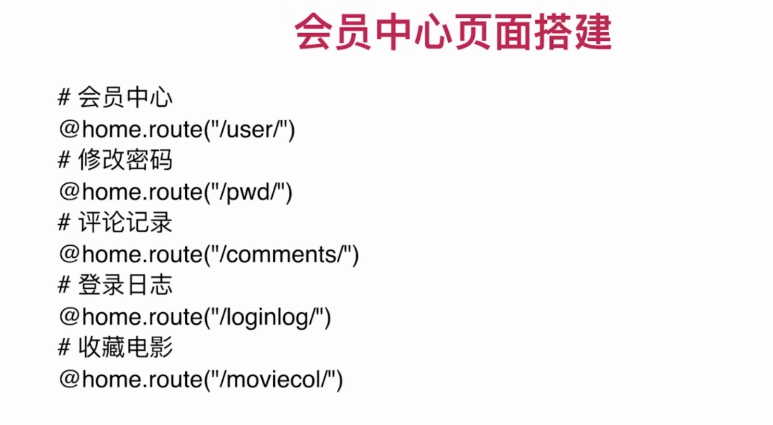 会员中心页面搭建
# 会员中心
@home.route("/user/")
# 修改密码
@home.route("/pwd/")
# 评论记录
@home.route("/comments/")
# 登录日志
@home.route("/loginlog/")
# 收藏电影
@home.route("/moviecol/")